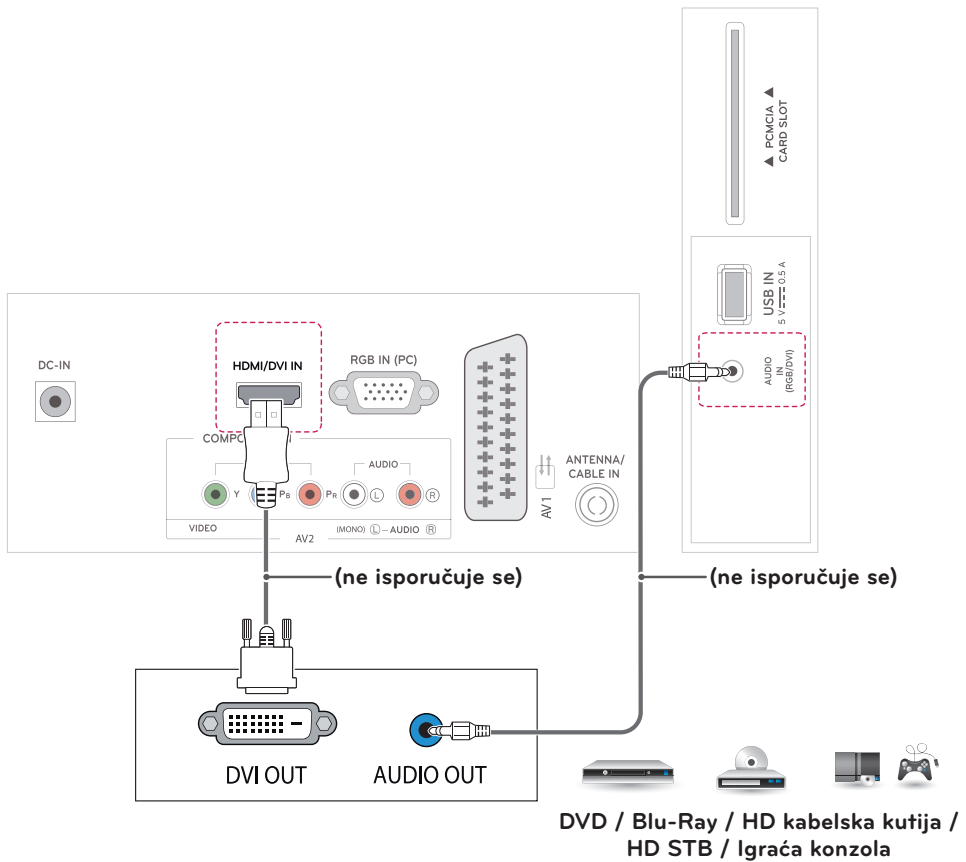 ▲ PCMCIA ▲
CARD SLOT
USB IN
5 V 0.5 A
AUDIO
IN
(RGB/DVI)
DC-IN
HDMI/DVI IN
RGB IN (PC)
ANTENNA/
CABLE IN
AV1
AUDIO
Y
PB
PR
L
R
VIDEO
(MONO) L – AUDIO R
AV2
(ne isporučuje se)
(ne isporučuje se)
DVI OUT
AUDIO OUT
DVD / Blu-Ray / HD kabelska kutija /
HD STB / Igraća konzola